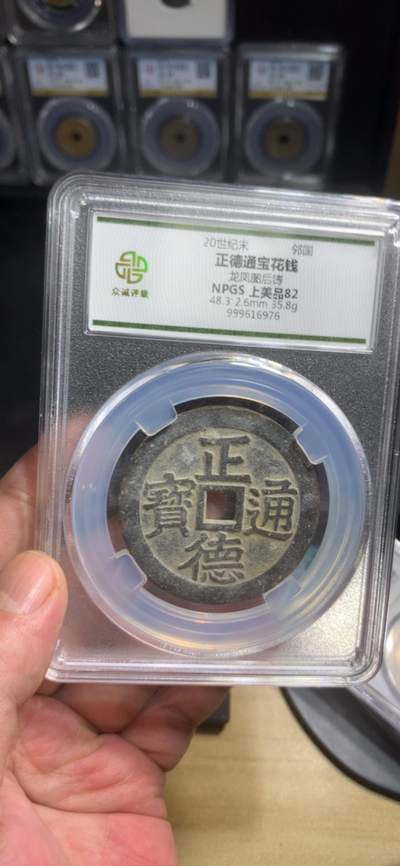 20世纪末 邻国
正德通宝花钱
龙凤图后铸
NPGS 上美品82
48.3*2.6mm 35.8g
999616976
众诚评级
正
寶 通
德